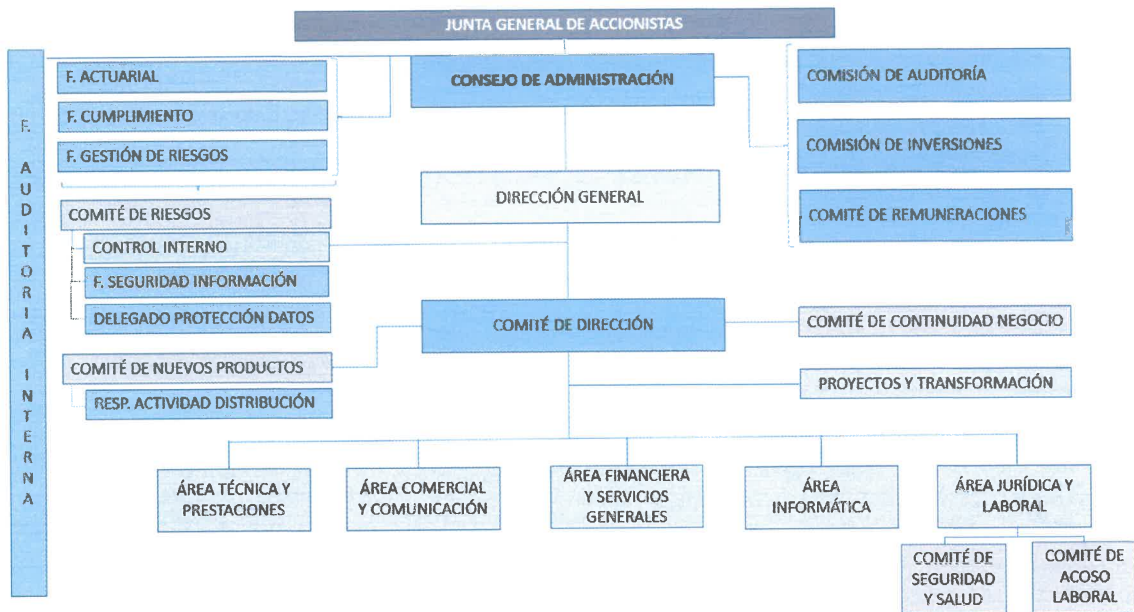 JUNTA GENERAL DE ACCIONISTAS
F. AUDITORIA INTERNA
F. ACTUARIAL
F. CUMPLIMIENTO
F. GESTIÓN DE RIESGOS
CONSEJO DE ADMINISTRACIÓN
COMISIÓN DE AUDITORÍA
COMISIÓN DE INVERSIONES
COMITÉ DE REMUNERACIONES
DIRECCIÓN GENERAL
COMITÉ DE RIESGOS
CONTROL INTERNO
F. SEGURIDAD INFORMACIÓN
DELEGADO PROTECCIÓN DATOS
COMITÉ DE DIRECCIÓN
COMITÉ DE CONTINUIDAD NEGOCIO
COMITÉ DE NUEVOS PRODUCTOS
RESP. ACTIVIDAD DISTRIBUCIÓN
PROYECTOS Y TRANSFORMACIÓN
ÁREA TÉCNICA Y
PRESTACIONES
ÁREA COMERCIAL
Y COMUNICACIÓN
ÁREA FINANCIERA
Y SERVICIOS
GENERALES
ÁREA
INFORMÁTICA
ÁREA JURÍDICA Y
LABORAL
COMITÉ DE
SEGURIDAD
Y SALUD
COMITÉ DE
ACOSO
LABORAL